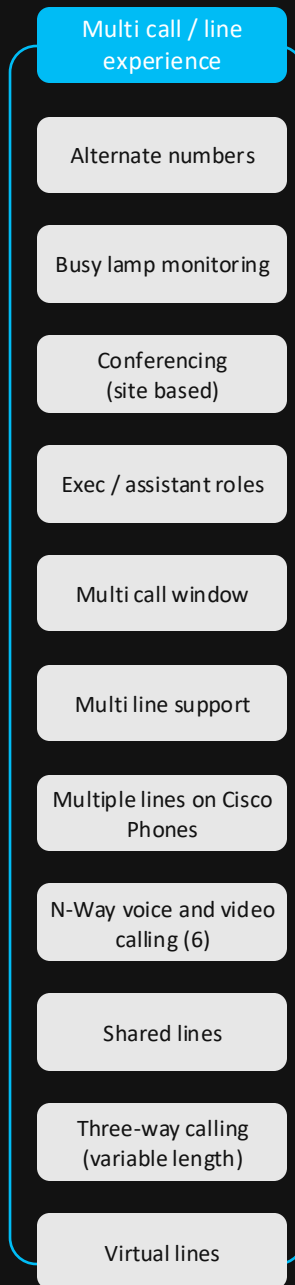 Multi call / line
experience
Alternate numbers
Busy lamp monitoring
Conferencing
(site based)
Exec / assistant roles
Multi call window
Multi line support
Multiple lines on Cisco
Phones
N-Way voice and video
calling (6)
Shared lines
Three-way calling
(variable length)
Virtual lines